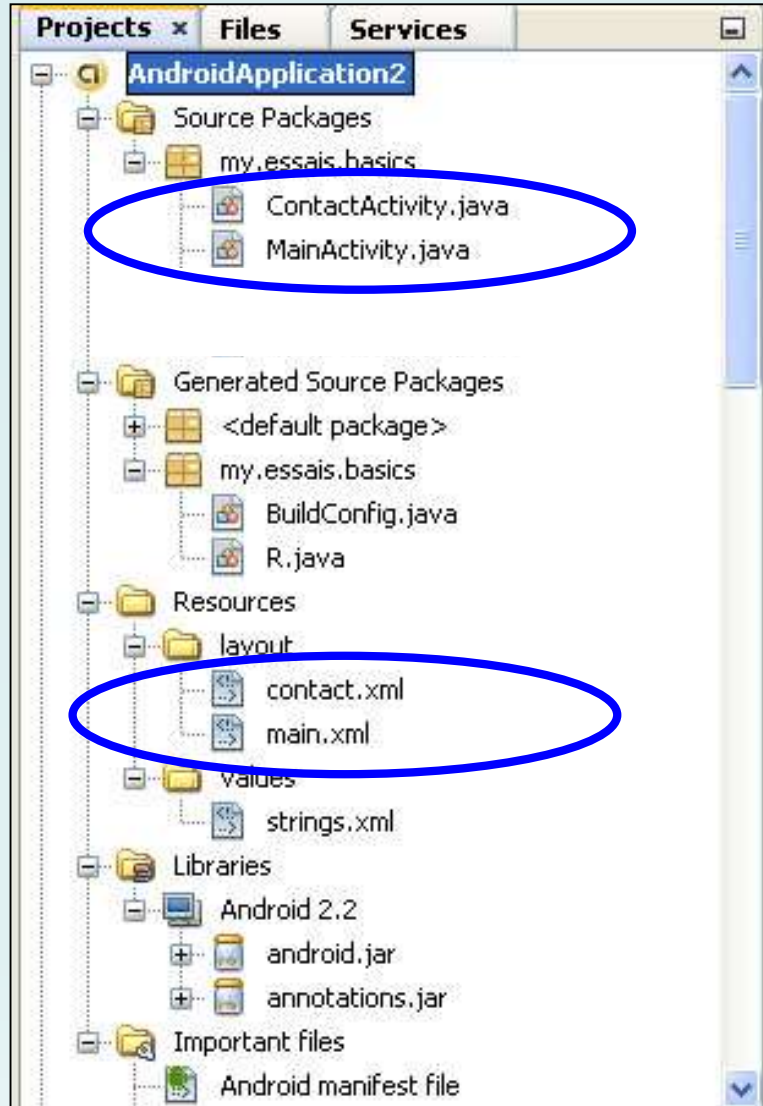 Projects Files Services
AndroidApplication2
Source Packages
my.essais.basics
ContactActivity.java
MainActivity.java
Generated Source Packages
<default package>
my.essais.basics
BuildConfig.java
R.java
Resources
layout
contact.xml
main.xml
values
strings.xml
Libraries
Android 2.2
android.jar
annotations.jar
Important files
Android manifest file